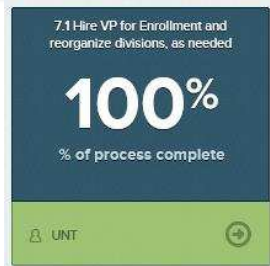 7.1 Hire VP for Enrollment and
reorganize divisions, as needed
100%
% of process complete
UNT